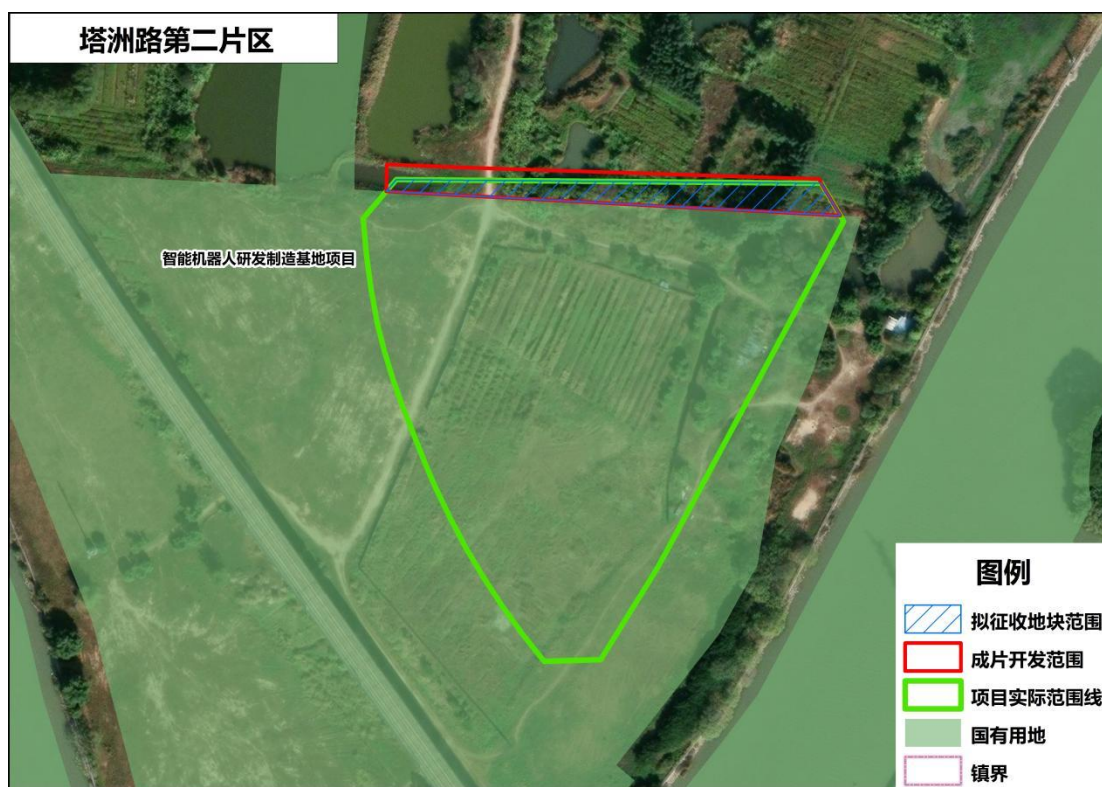 塔洲路第二片区
智能机器人研发制造基地项目
图例
拟征收地块范围
成片开发范围
项目实际范围线
国有用地
镇界